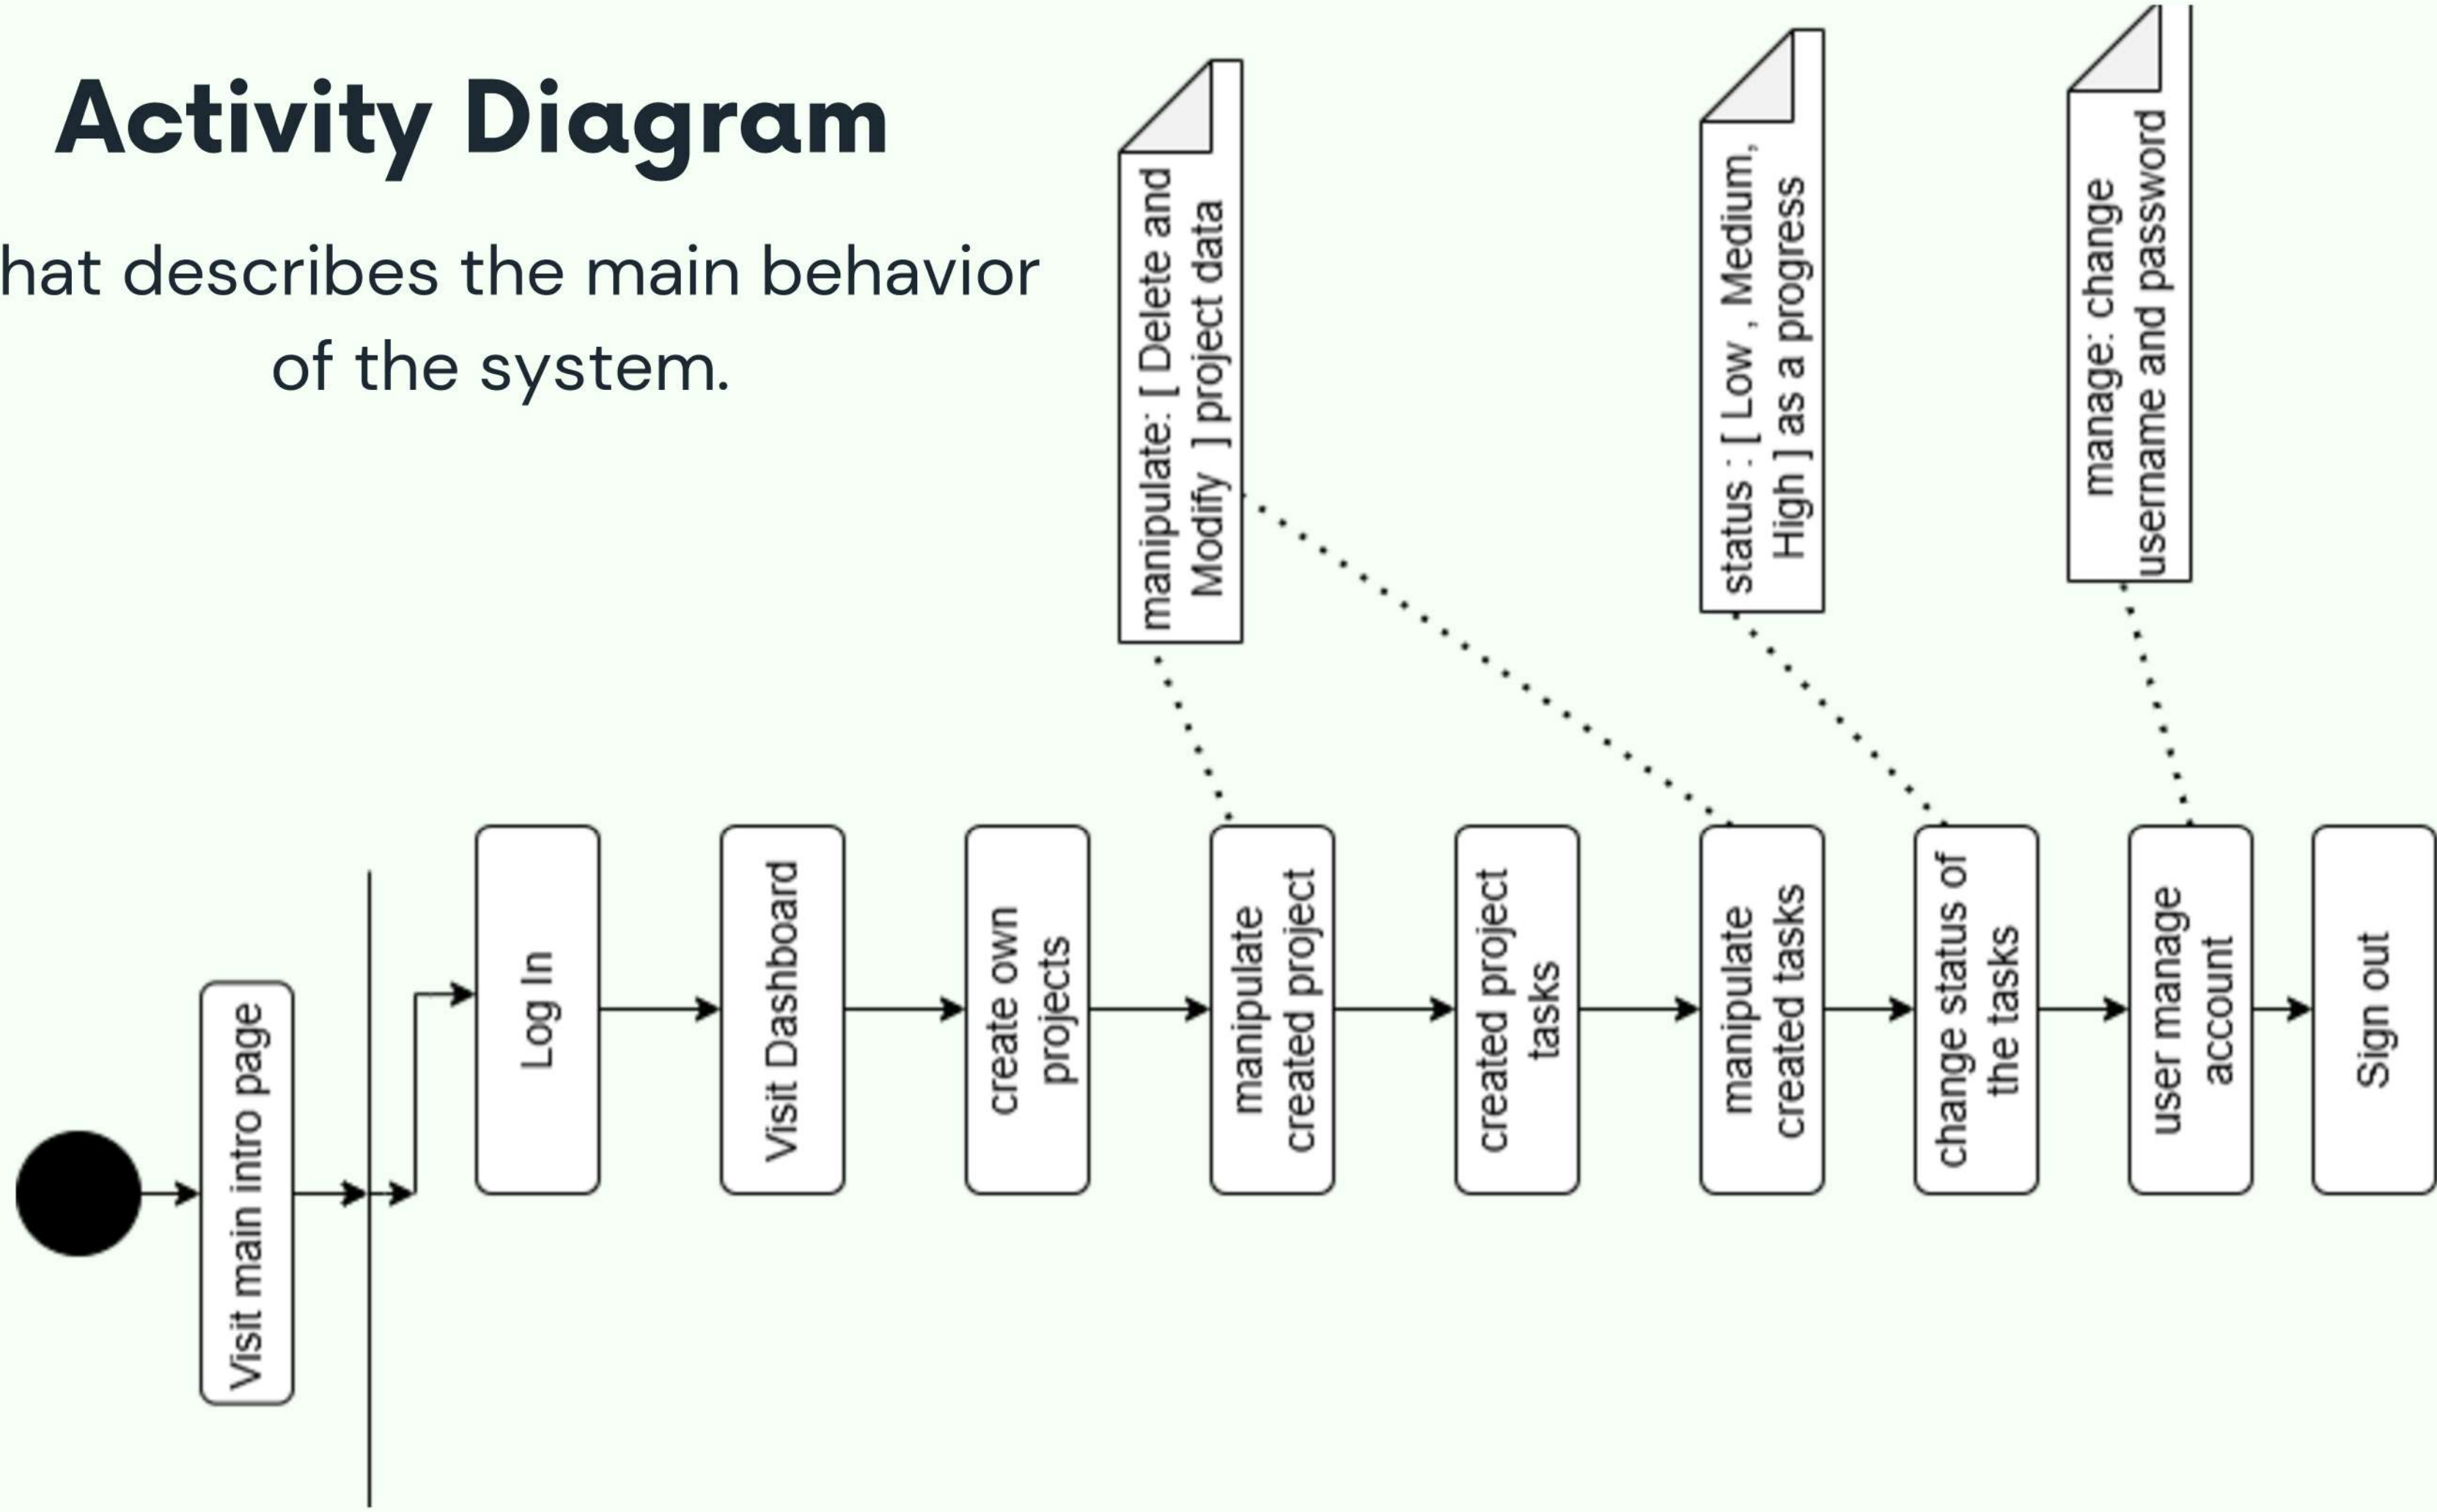 Activity Diagram
hat describes the main behavior
of the system.
manipulate: [ Delete and
Modify ] project data
status : [ Low , Medium,
High ] as a progress
manage: change
username and password
Visit main intro page
Log In
Visit Dashboard
create own
projects
manipulate
created project
created project
tasks
manipulate
created tasks
change status of
the tasks
user manage
account
Sign out